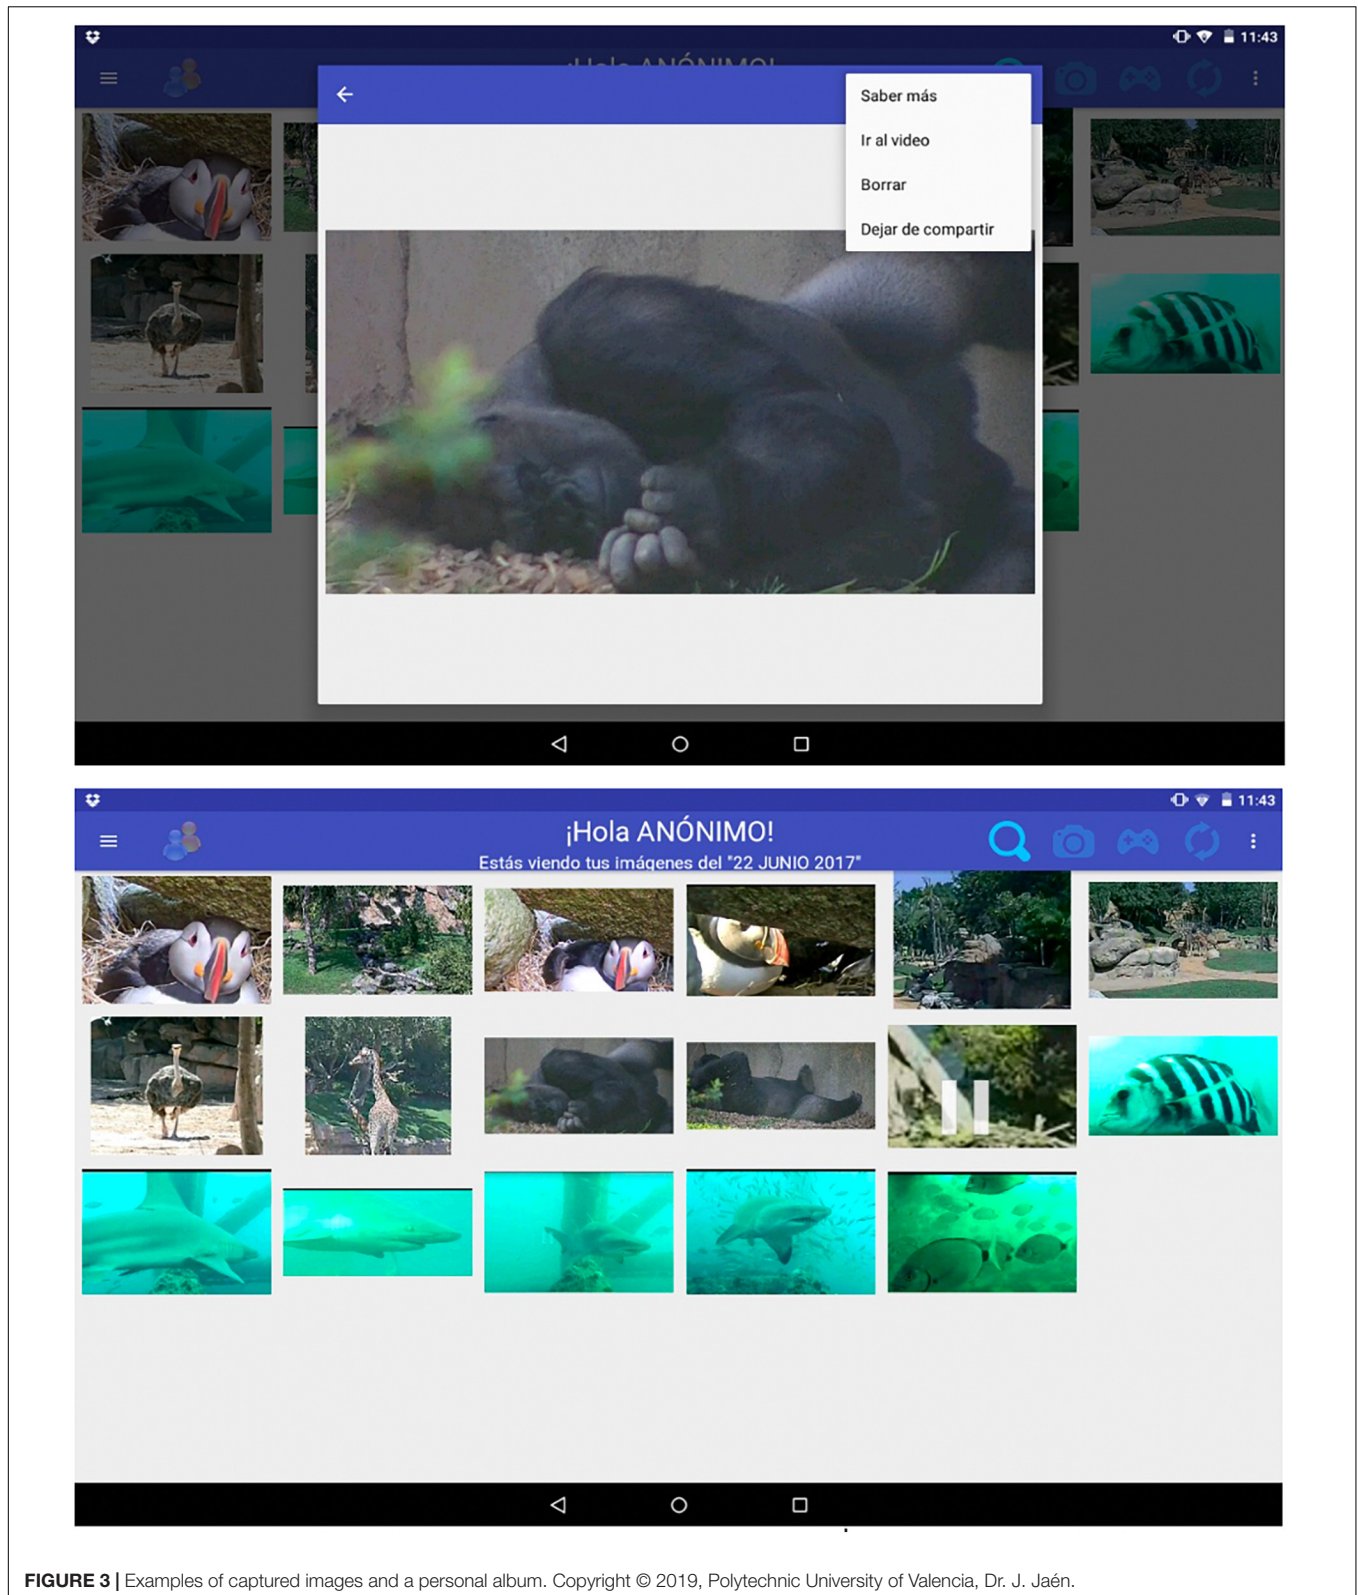 11:43
¡Hola ANÓNIMO!
Saber más
Ir al video
Borrar
Dejar de compartir
11:43
¡Hola ANÓNIMO!
Estás viendo tus imágenes del "22 JUNIO 2017"
FIGURE 3 | Examples of captured images and a personal album. Copyright © 2019, Polytechnic University of Valencia, Dr. J. Jaén.